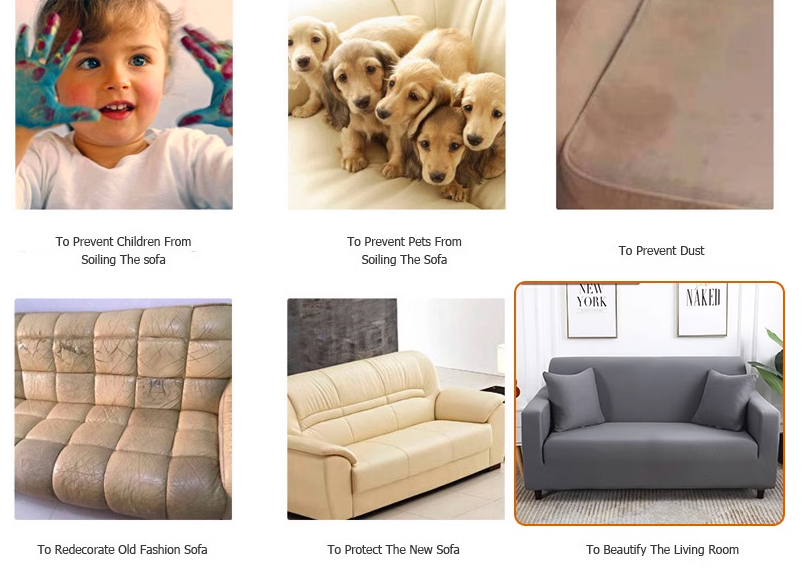 To Prevent Children From
Soiling The sofa
To Prevent Pets From
Soiling The Sofa
To Prevent Dust
NEW
YORK
NAKED
To Redecorate Old Fashion Sofa
To Protect The New Sofa
To Beautify The Living Room